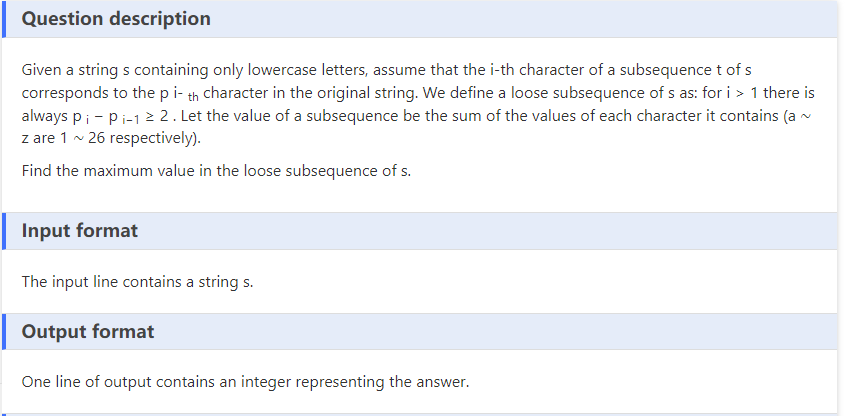 Question description
Given a string s containing only lowercase letters, assume that the i-th character of a subsequence t of s
corresponds to the p i- th character in the original string. We define a loose subsequence of s as: for i > 1 there is
always p i − p i−1 ≥ 2 . Let the value of a subsequence be the sum of the values of each character it contains (a ~
z are 1 ~ 26 respectively).
Find the maximum value in the loose subsequence of s.
Input format
The input line contains a string s.
Output format
One line of output contains an integer representing the answer.